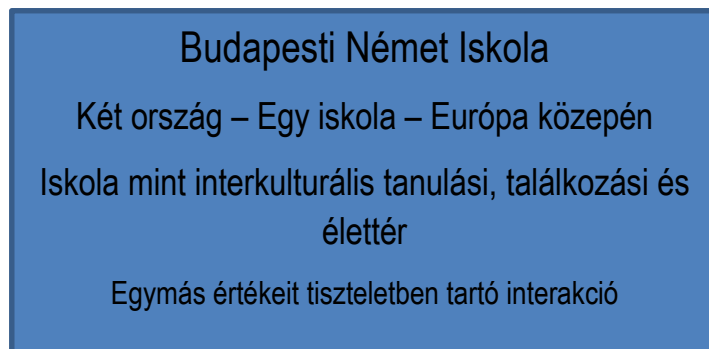 Budapesti Német Iskola
Két ország – Egy iskola – Európa közepén
Iskola mint interkulturális tanulási, találkozási és
élettér
Egymás értékeit tiszteletben tartó interakció